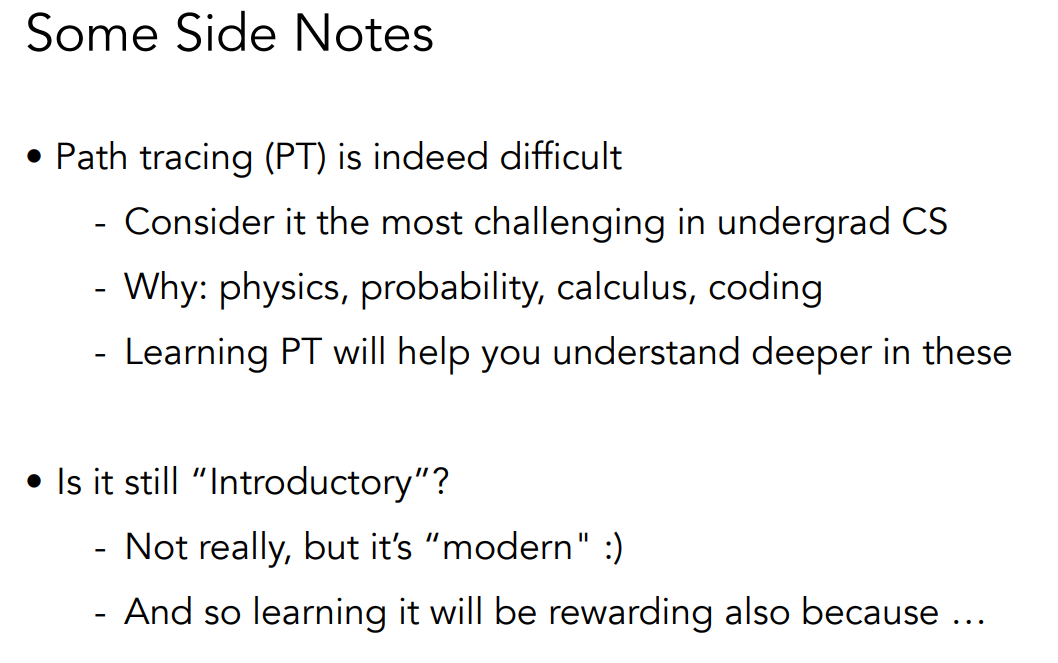 Some Side Notes
• Path tracing (PT) is indeed difficult
- Consider it the most challenging in undergrad CS
- Why: physics, probability, calculus, coding
- Learning PT will help you understand deeper in these
• Is it still “Introductory”?
- Not really, but it’s “modern" :)
- And so learning it will be rewarding also because …